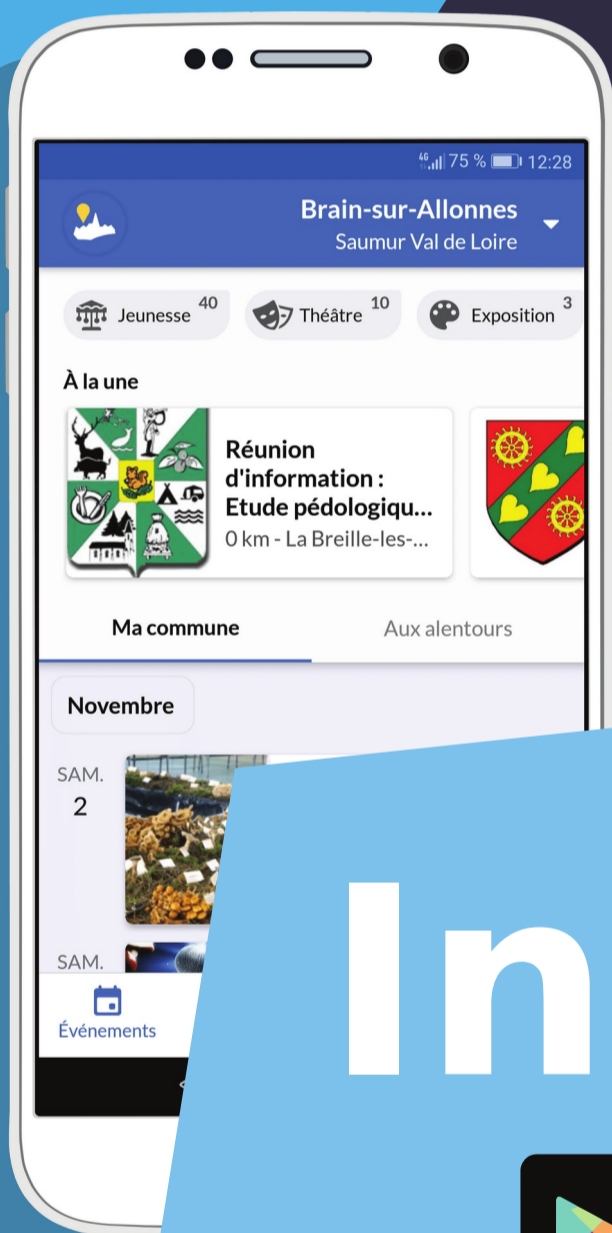 4G 75 % 12:28
Brain-sur-Allonnes
Saumur Val de Loire
Jeunesse 40 Théâtre 10 Exposition 3
À la une
Réunion
d'information :
Etude pédologiqu...
0 km - La Breille-les-...
Ma commune Aux alentours
Novembre
SAM.
2
SAM.
Événements
In